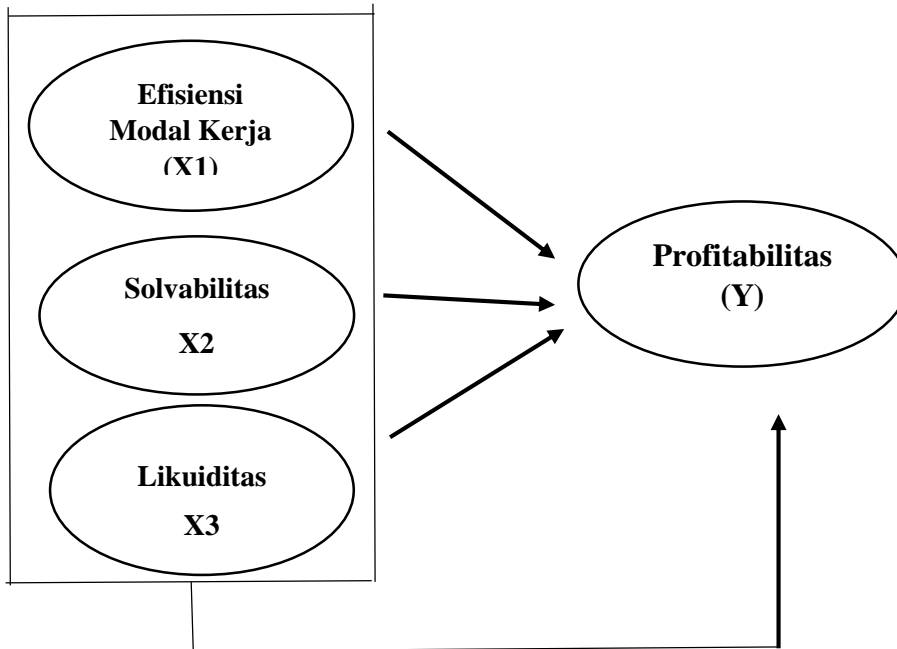 Efisiensi
Modal Kerja
(X1)
Solvabilitas
X2
Likuiditas
X3
Profitabilitas
(Y)